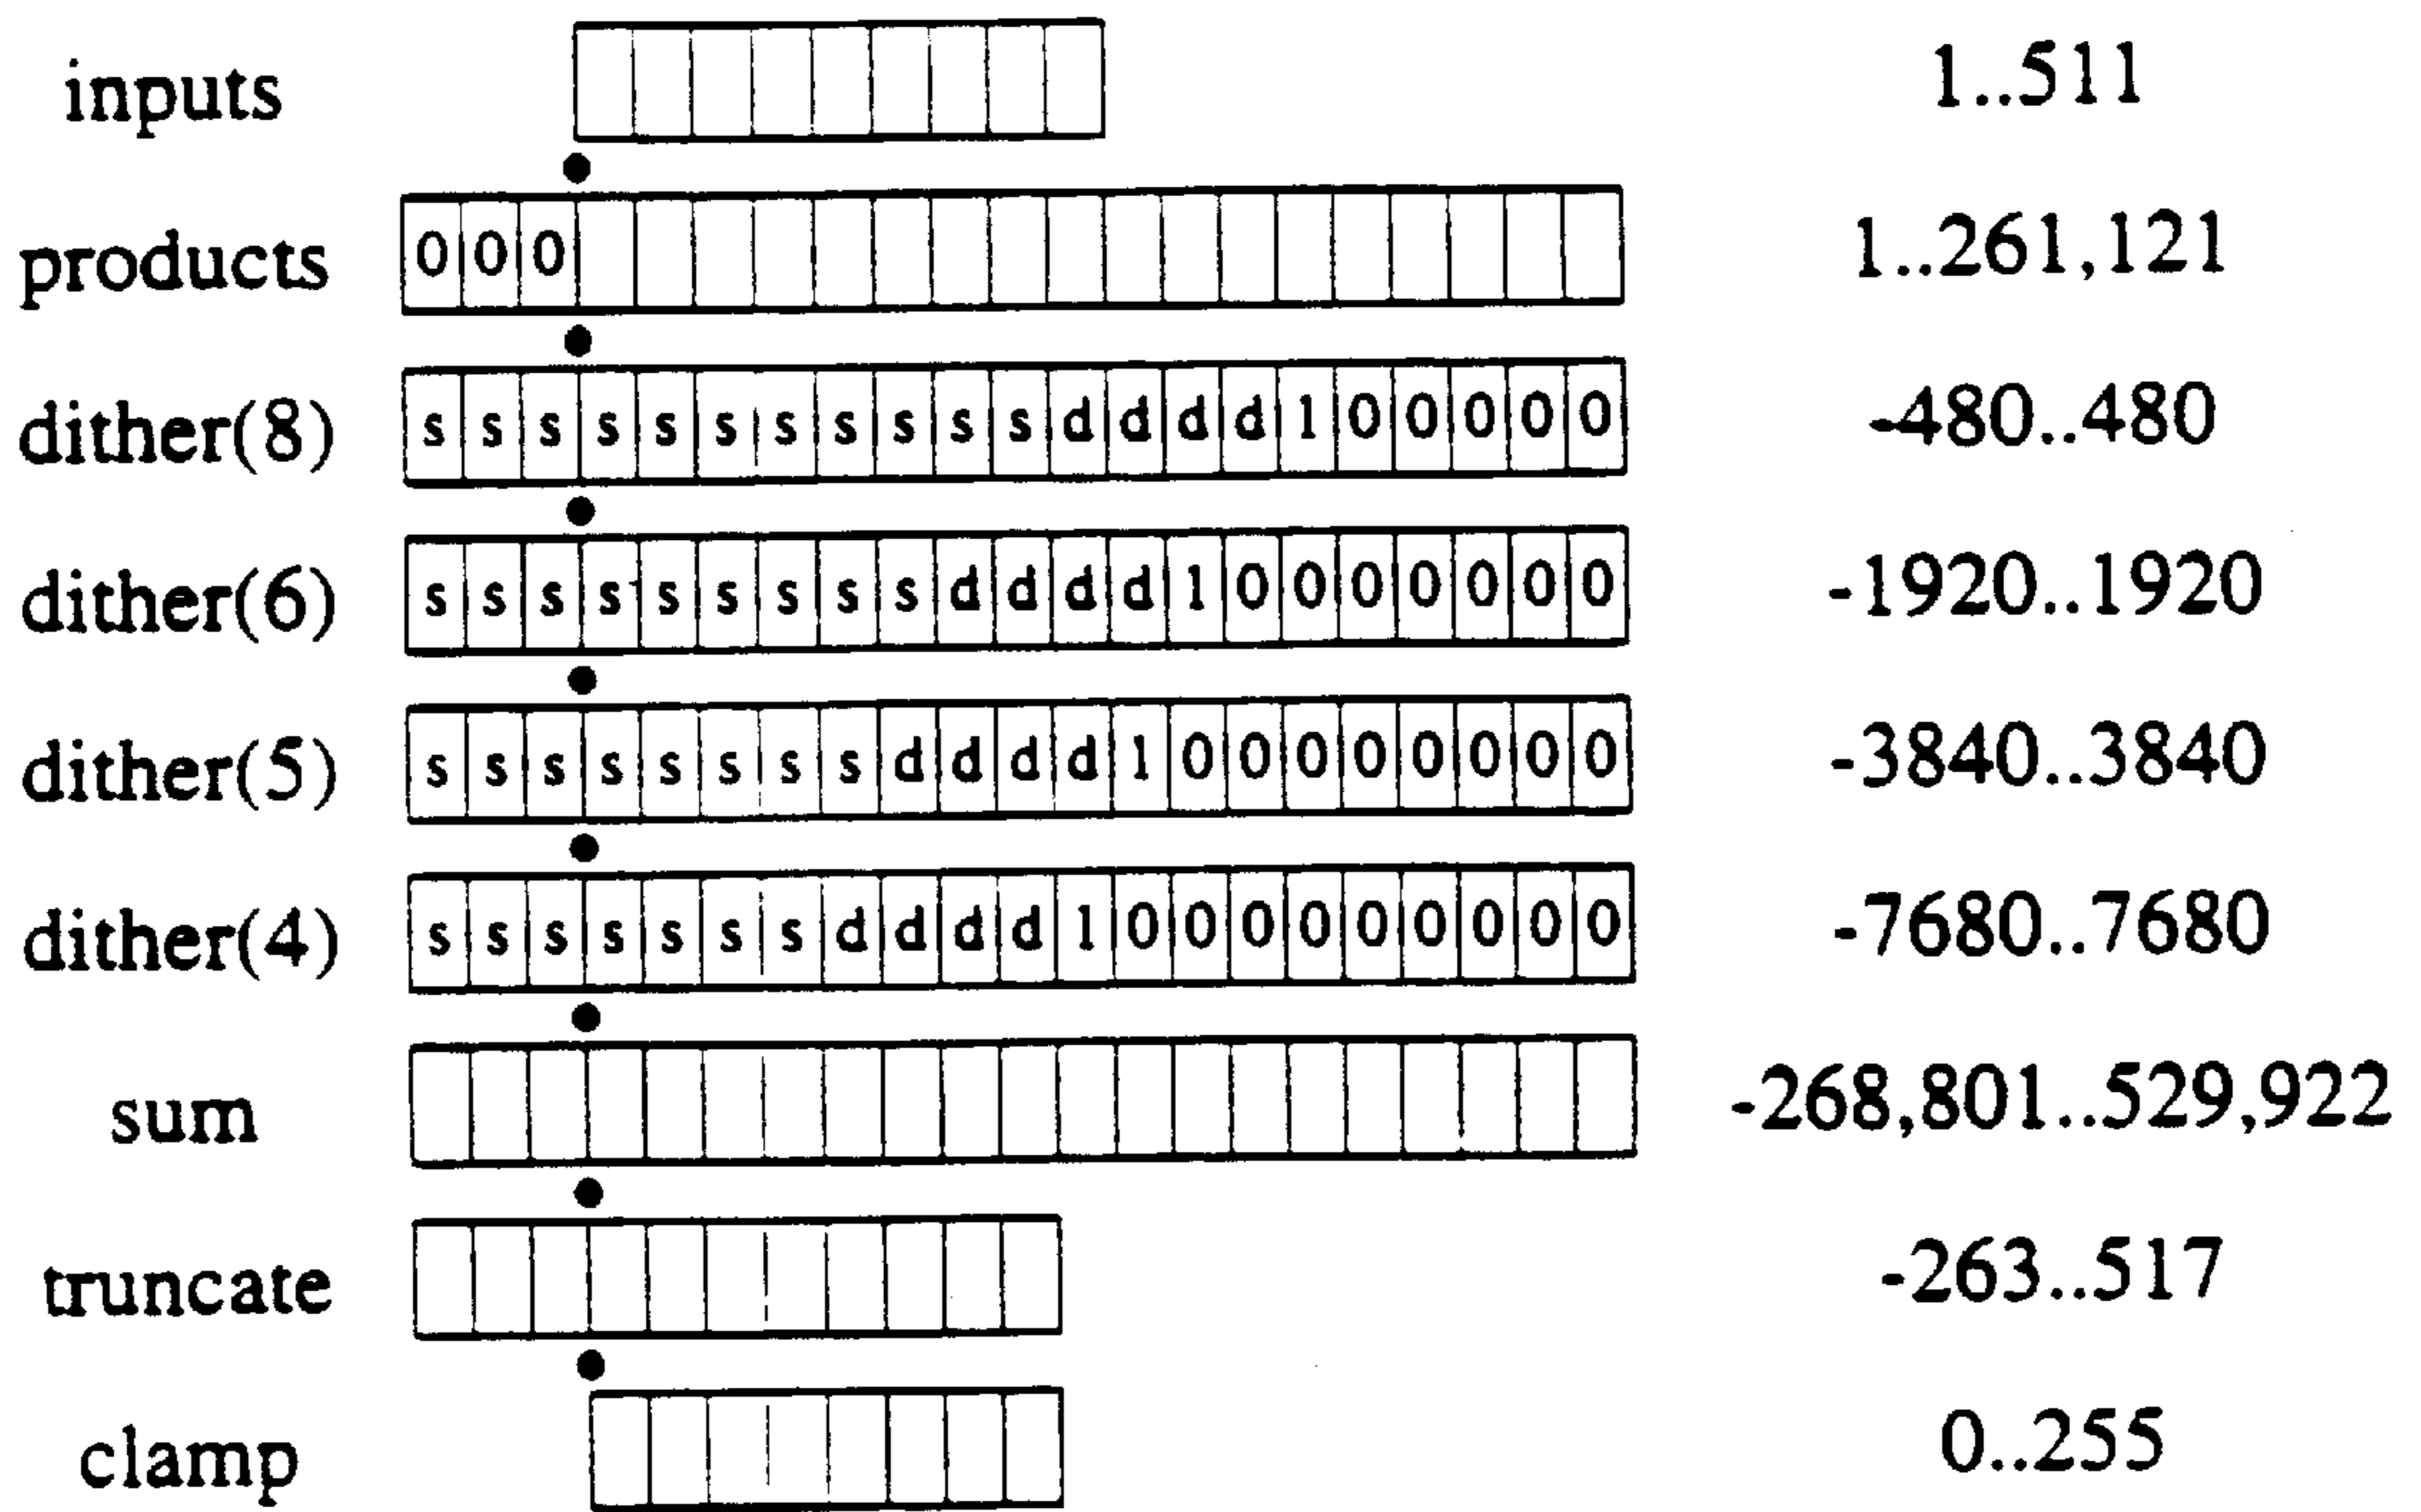 inputs 1..511
products 0 0 0 1..261,121
dither(8) s s s s s s s s s s s d d d d 1 0 0 0 0 0 -480..480
dither(6) s s s s s s s s s d d d d 1 0 0 0 0 0 0 0 -1920..1920
dither(5) s s s s s s s s d d d d 1 0 0 0 0 0 0 0 0 -3840..3840
dither(4) s s s s s s s d d d d 1 0 0 0 0 0 0 0 0 0 -7680..7680
sum -268,801..529,922
truncate -263..517
clamp 0..255